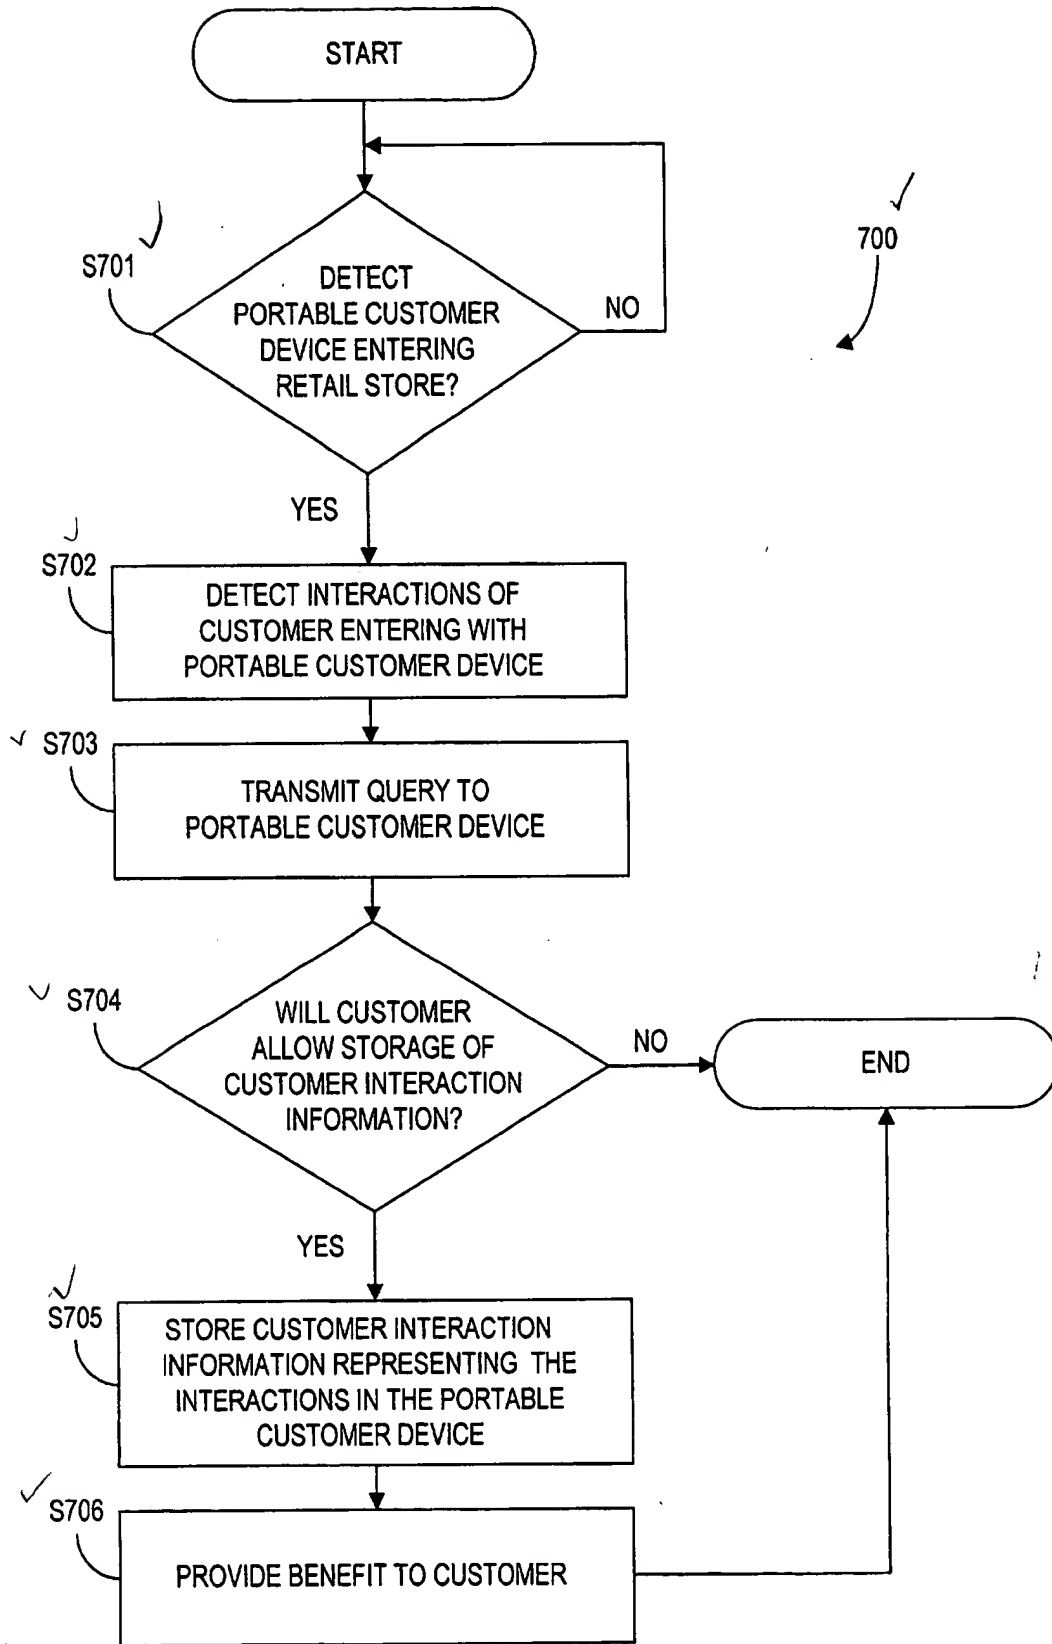 START
700
S701
DETECT
PORTABLE CUSTOMER
DEVICE ENTERING
RETAIL STORE?
NO
YES
S702
DETECT INTERACTIONS OF
CUSTOMER ENTERING WITH
PORTABLE CUSTOMER DEVICE
S703
TRANSMIT QUERY TO
PORTABLE CUSTOMER DEVICE
S704
WILL CUSTOMER
ALLOW STORAGE OF
CUSTOMER INTERACTION
INFORMATION?
NO
END
YES
S705
STORE CUSTOMER INTERACTION
INFORMATION REPRESENTING THE
INTERACTIONS IN THE PORTABLE
CUSTOMER DEVICE
S706
PROVIDE BENEFIT TO CUSTOMER